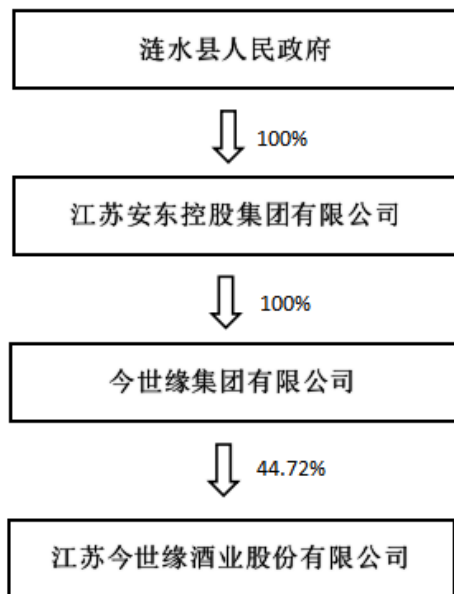 涟水县人民政府
100%
江苏安东控股集团有限公司
100%
今世缘集团有限公司
44.72%
江苏今世缘酒业股份有限公司